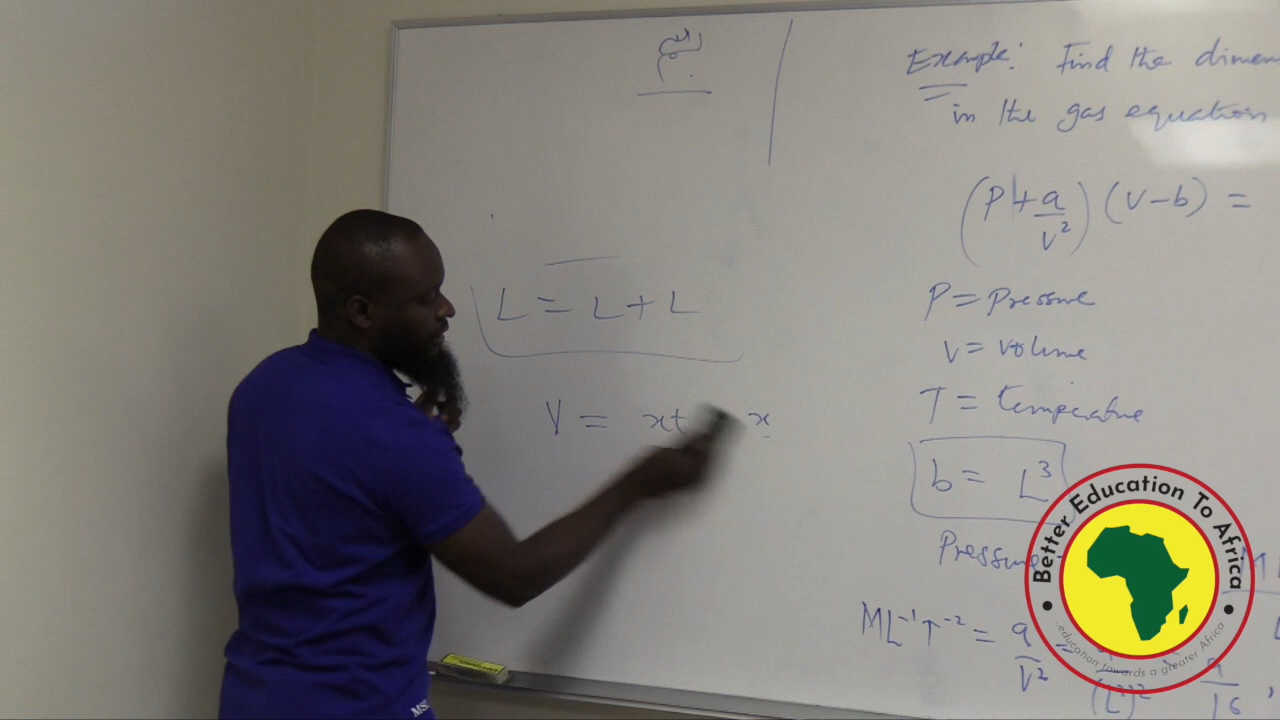 L = L + L
V = xt x
Example: Find the dimen
in the gas equation
(P + a/V²) (V - b) =
P = Pressure
V = volume
T = temperature
b = L³
Pressure
ML⁻¹T⁻² = a/V² =
Better Education To Africa
...education towards a greater Africa